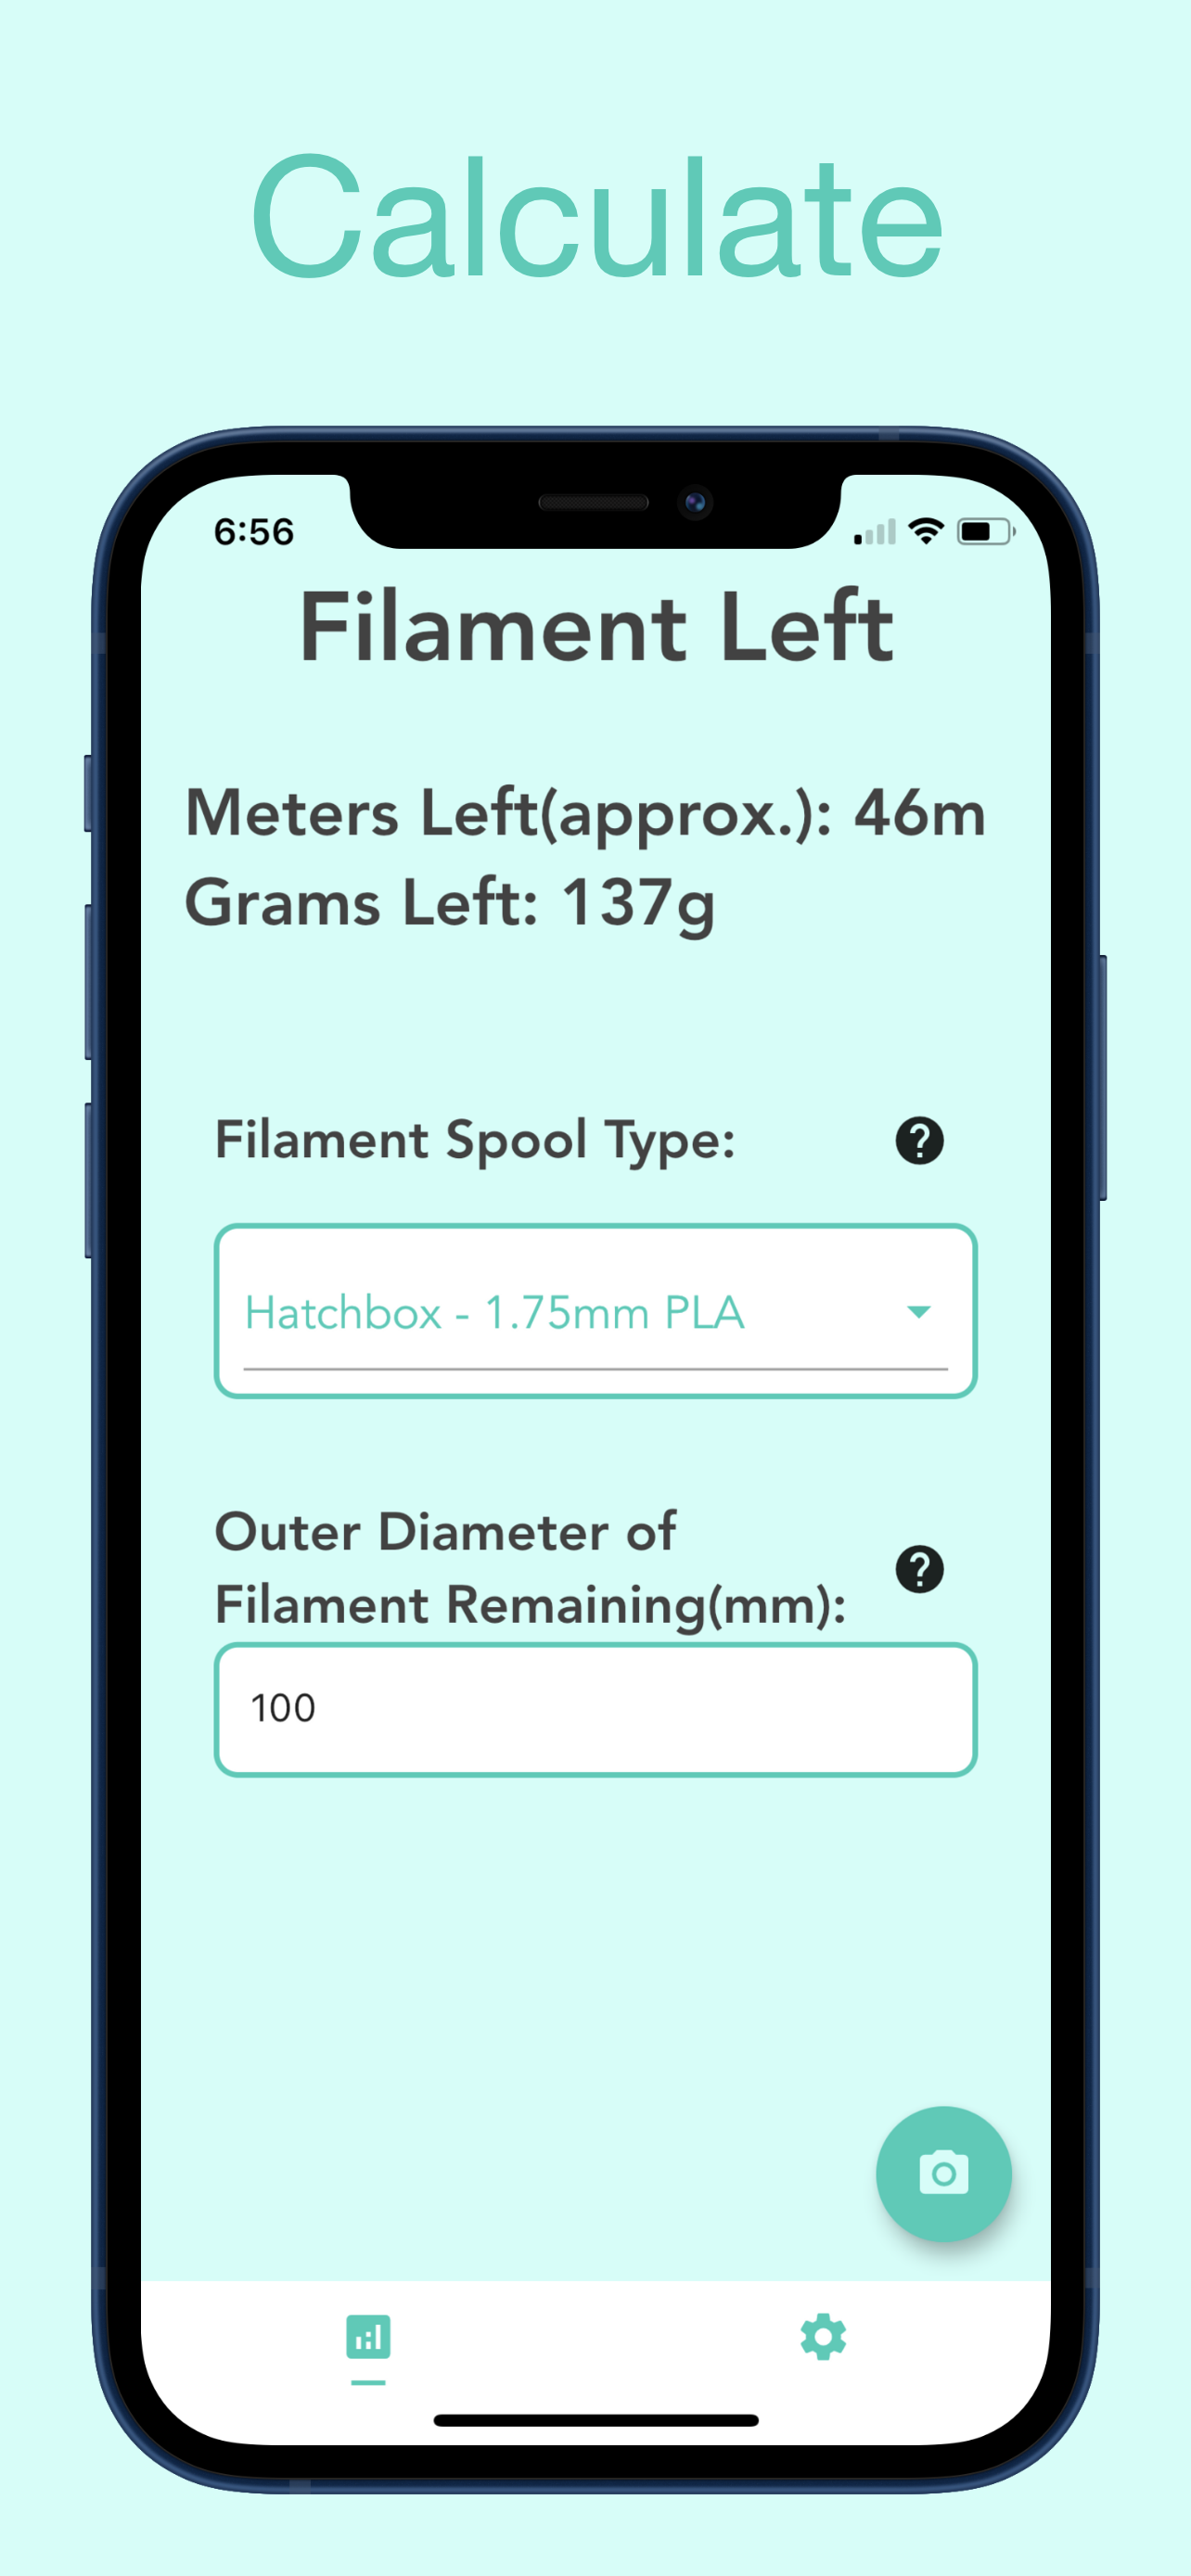 Calculate
6:56
Filament Left
Meters Left(approx.): 46m
Grams Left: 137g
Filament Spool Type:
?
Hatchbox - 1.75mm PLA
Outer Diameter of
Filament Remaining(mm):
?
100